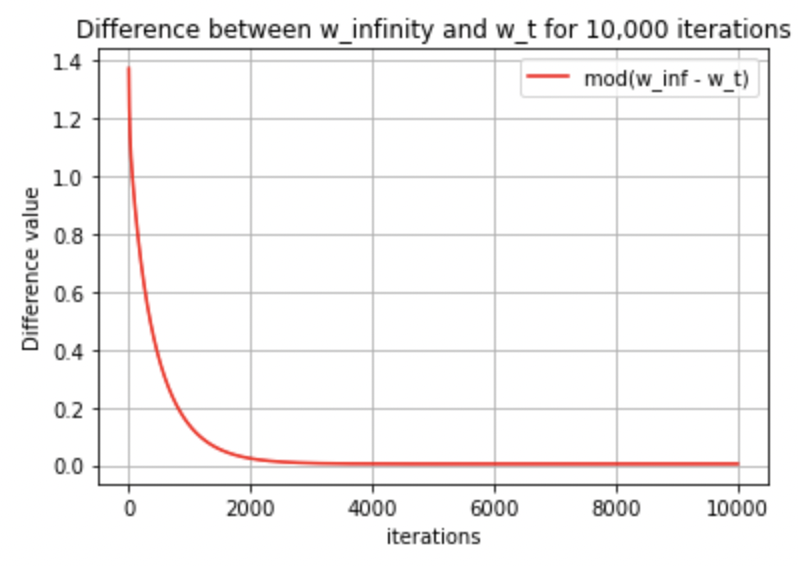 Difference between w_infinity and w_t for 10,000 iterations
mod(w_inf - w_t)
Difference value
1.4
1.2
1.0
0.8
0.6
0.4
0.2
0.0
0 2000 4000 6000 8000 10000
iterations